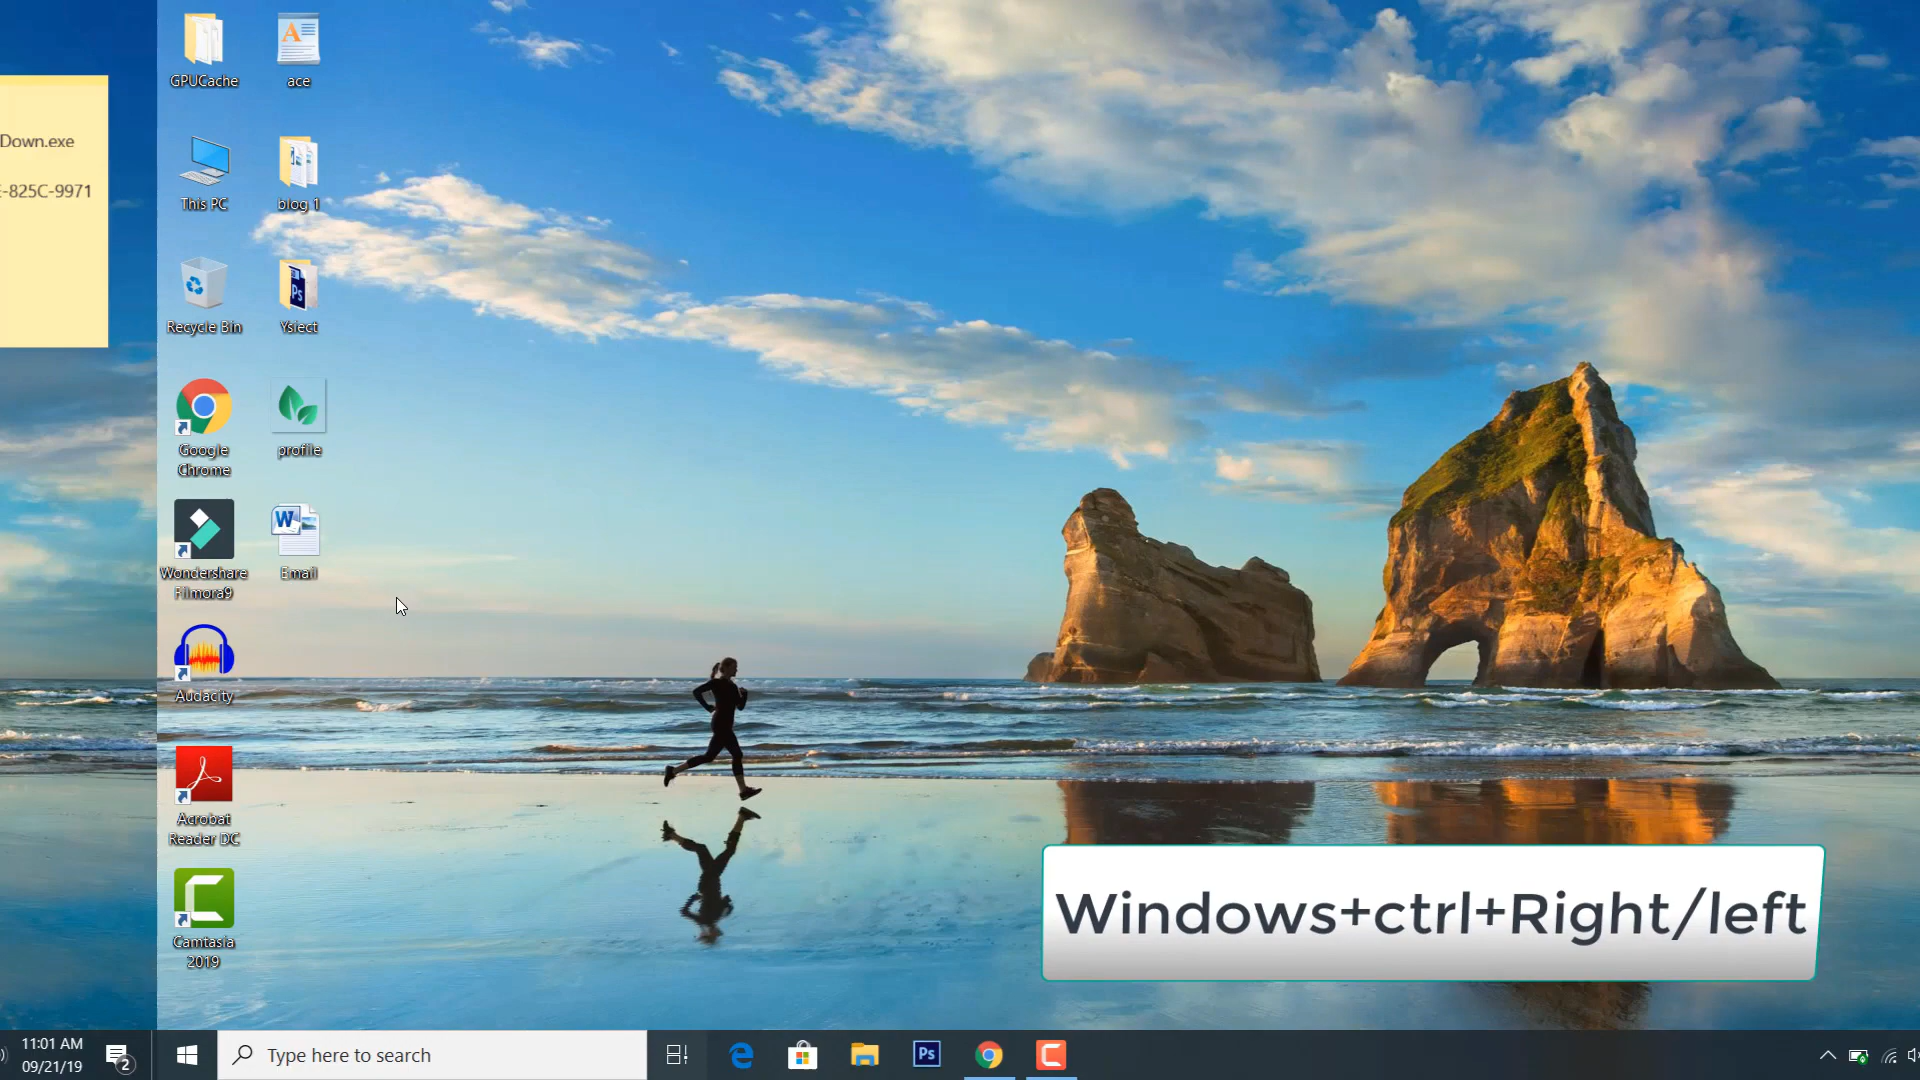 Down.exe
-825C-9971
GPUCache
ace
This PC
blog 1
Recycle Bin
Ps
Ysiect
Google
Chrome
profile
W
Wondershare
Filmora9
Email
Audacity
Acrobat
Reader DC
Camtasia
2019
Windows+ctrl+Right/left
11:01 AM
09/21/19
2
Type here to search
Ps